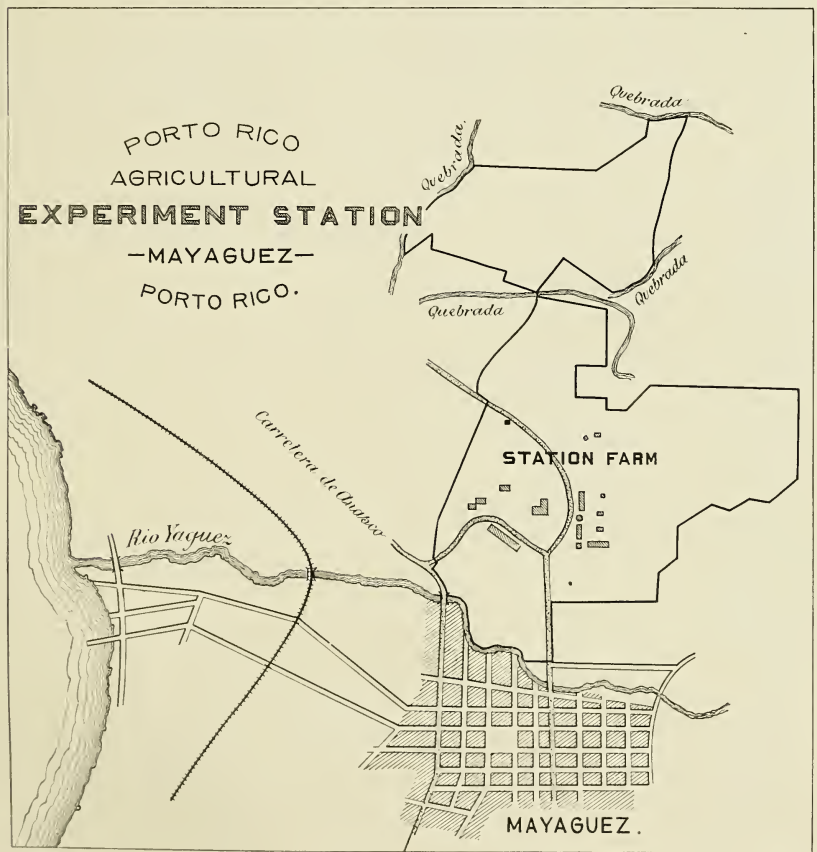 PORTO RICO
AGRICULTURAL
EXPERIMENT STATION
—MAYAGUEZ—
PORTO RICO.
Quebrada
Quebrada.
Quebrada
Quebrada
Carretera de Anasco
STATION FARM
Rio Yaguez
MAYAGUEZ.